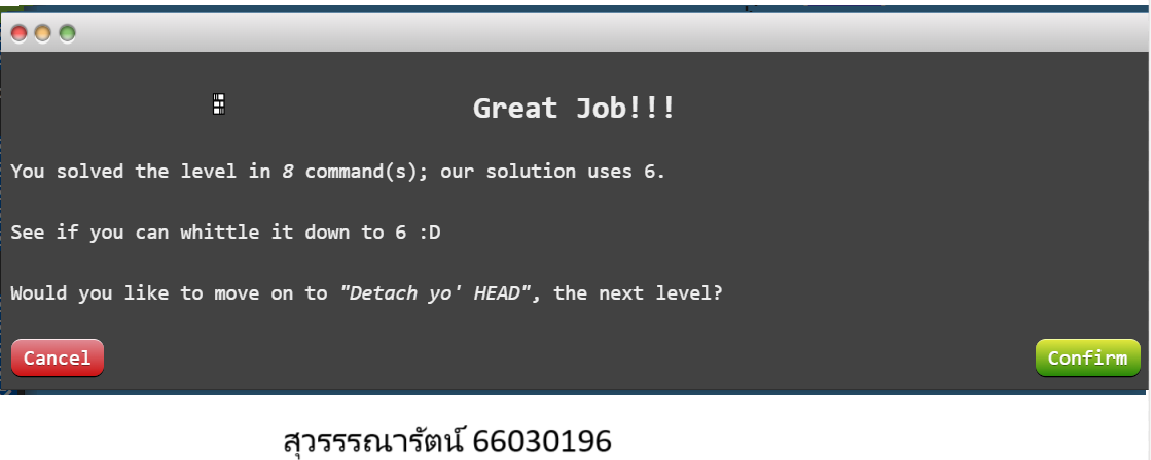 Great Job!!!
You solved the level in 8 command(s); our solution uses 6.
See if you can whittle it down to 6 :D
Would you like to move on to "Detach yo' HEAD", the next level?
Cancel
Confirm
สุวรรรณารัตน์ 66030196